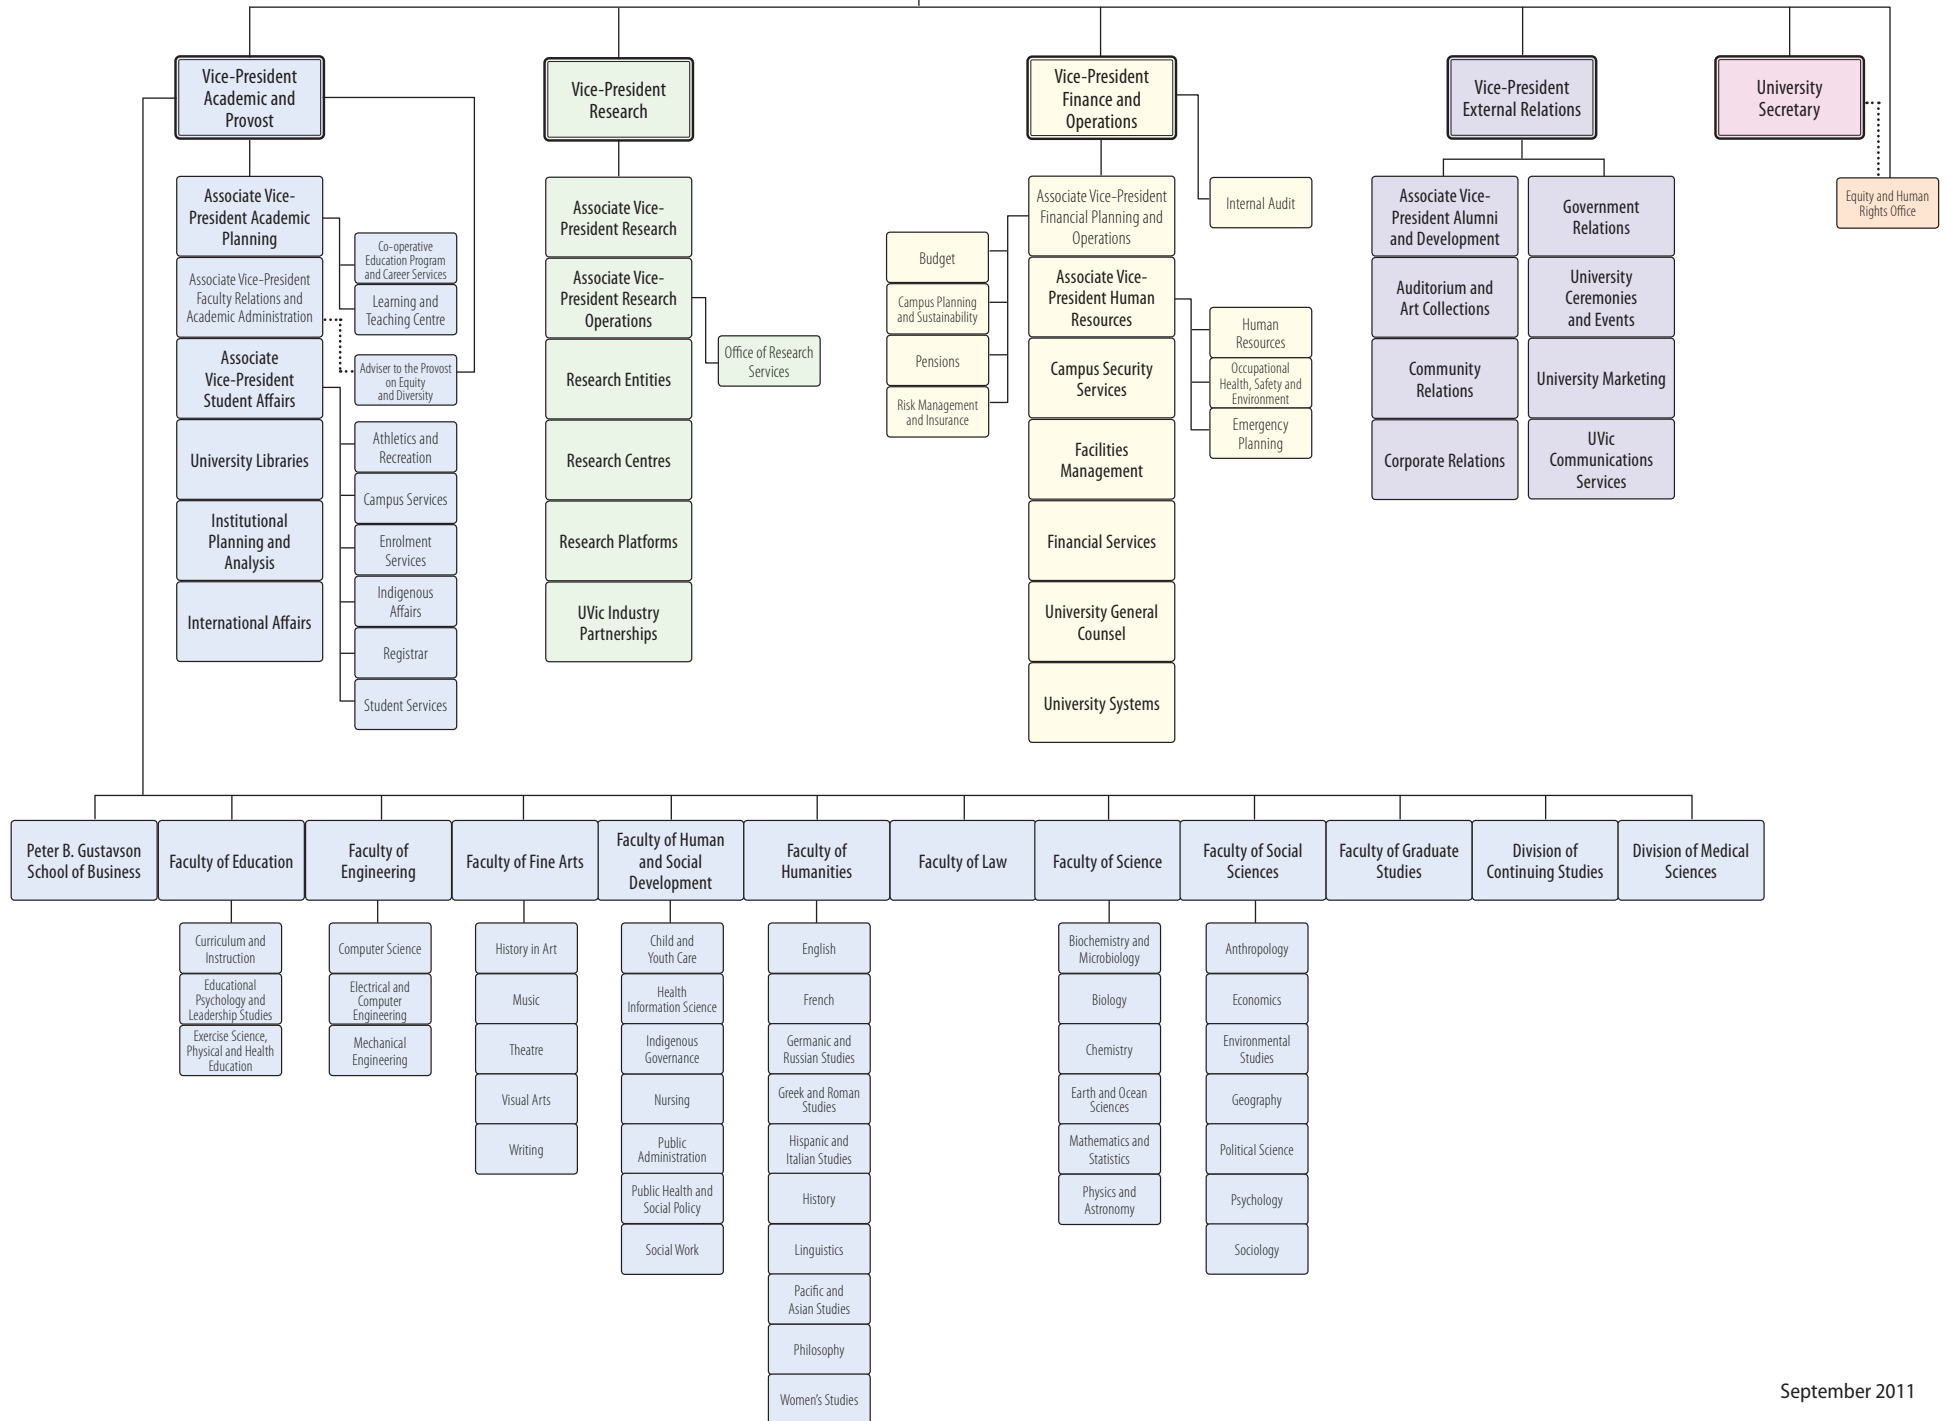 Vice-President
Academic and
Provost
Vice-President
Research
Vice-President
Finance and
Operations
Vice-President
External Relations
University
Secretary
Associate Vice-
President Academic
Planning
Associate Vice-President
Faculty Relations and
Academic Administration
Associate
Vice-President
Student Affairs
University Libraries
Institutional
Planning and
Analysis
International Affairs
Co-operative
Education Program
and Career Services
Learning and
Teaching Centre
Adviser to the Provost
on Equity
and Diversity
Athletics and
Recreation
Campus Services
Enrolment
Services
Indigenous
Affairs
Registrar
Student Services
Associate Vice-
President Research
Associate Vice-
President Research
Operations
Research Entities
Research Centres
Research Platforms
UVic Industry
Partnerships
Office of Research
Services
Budget
Campus Planning
and Sustainability
Pensions
Risk Management
and Insurance
Associate Vice-President
Financial Planning and
Operations
Associate Vice-
President Human
Resources
Campus Security
Services
Facilities
Management
Financial Services
University General
Counsel
University Systems
Internal Audit
Human
Resources
Occupational
Health, Safety and
Environment
Emergency
Planning
Associate Vice-
President Alumni
and Development
Auditorium and
Art Collections
Community
Relations
Corporate Relations
Government
Relations
University
Ceremonies
and Events
University Marketing
UVic
Communications
Services
Equity and Human
Rights Office
Peter B. Gustavson
School of Business
Faculty of Education
Faculty of
Engineering
Faculty of Fine Arts
Faculty of Human
and Social
Development
Faculty of
Humanities
Faculty of Law
Faculty of Science
Faculty of Social
Sciences
Faculty of Graduate
Studies
Division of
Continuing Studies
Division of Medical
Sciences
Curriculum and
Instruction
Educational
Psychology and
Leadership Studies
Exercise Science,
Physical and Health
Education
Computer Science
Electrical and
Computer
Engineering
Mechanical
Engineering
History in Art
Music
Theatre
Visual Arts
Writing
Child and
Youth Care
Health
Information Science
Indigenous
Governance
Nursing
Public
Administration
Public Health and
Social Policy
Social Work
English
French
Germanic and
Russian Studies
Greek and Roman
Studies
Hispanic and
Italian Studies
History
Linguistics
Pacific and
Asian Studies
Philosophy
Women's Studies
Biochemistry and
Microbiology
Biology
Chemistry
Earth and Ocean
Sciences
Mathematics and
Statistics
Physics and
Astronomy
Anthropology
Economics
Environmental
Studies
Geography
Political Science
Psychology
Sociology
September 2011